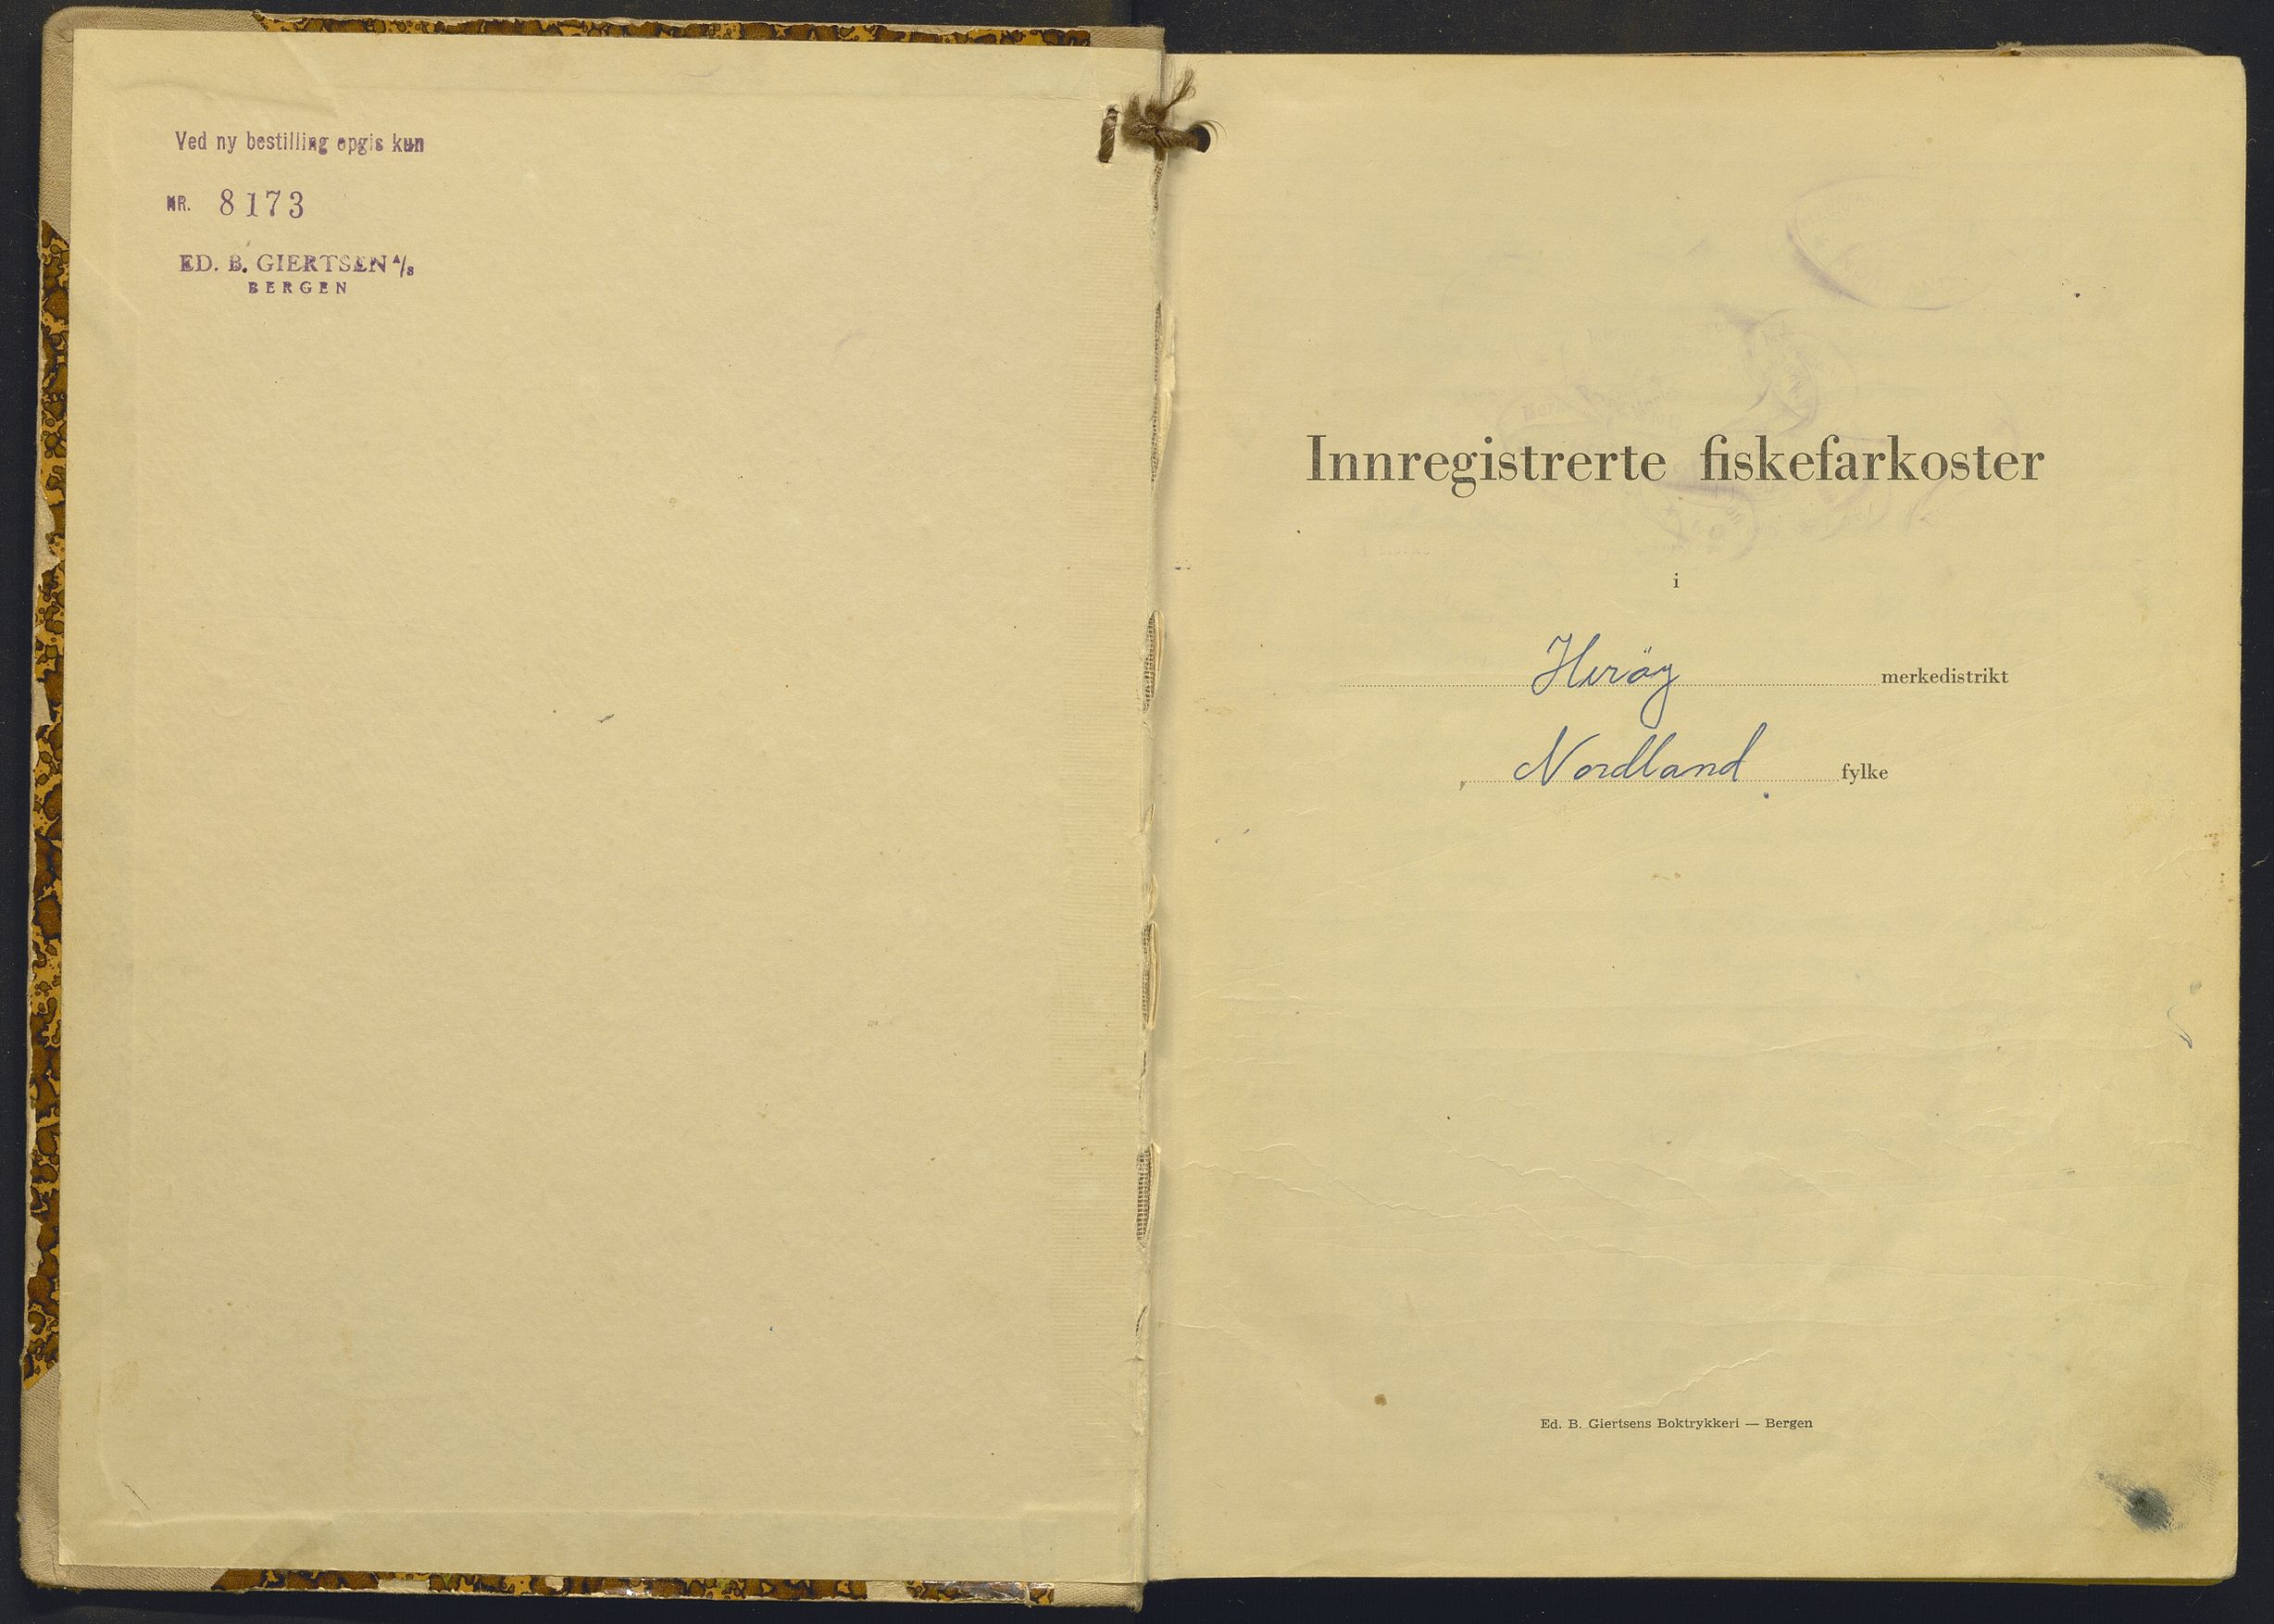 Ved ny bestilling opgis kun
NR. 8173
ED. B. GIERTSEN A/S
BERGEN
Innregistrerte fiskefarkoster
i
Heröy merkedistrikt
Nordland fylke
Ed. B. Giertsens Boktrykkeri — Bergen